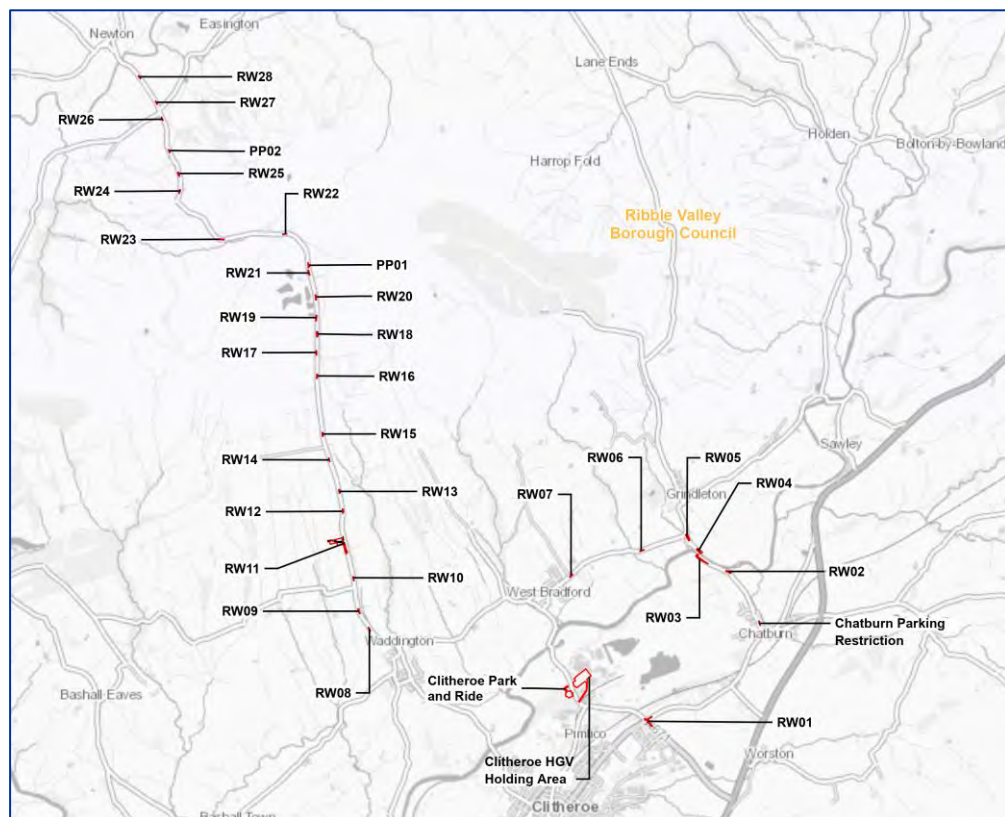 Easington
Newton
RW28
Lane Ends
RW27
RW26
Holden
Bolton-by-Bowland
PP02
Harrop Fold
RW25
RW24
RW22
Ribble Valley
Borough Council
RW23
PP01
RW21
RW20
RW19
RW18
RW17
RW16
RW15
Sawley
RW06
RW05
RW14
RW04
RW07
Grindleton
RW13
RW12
RW11
RW02
RW10
West Bradford
RW03
RW09
Chatburn
Chatburn Parking
Restriction
Waddington
RW08
Bashall Eaves
Clitheroe Park
and Ride
RW01
Pimlico
Worston
Clitheroe HGV
Holding Area
Clitheroe
Bashall Town